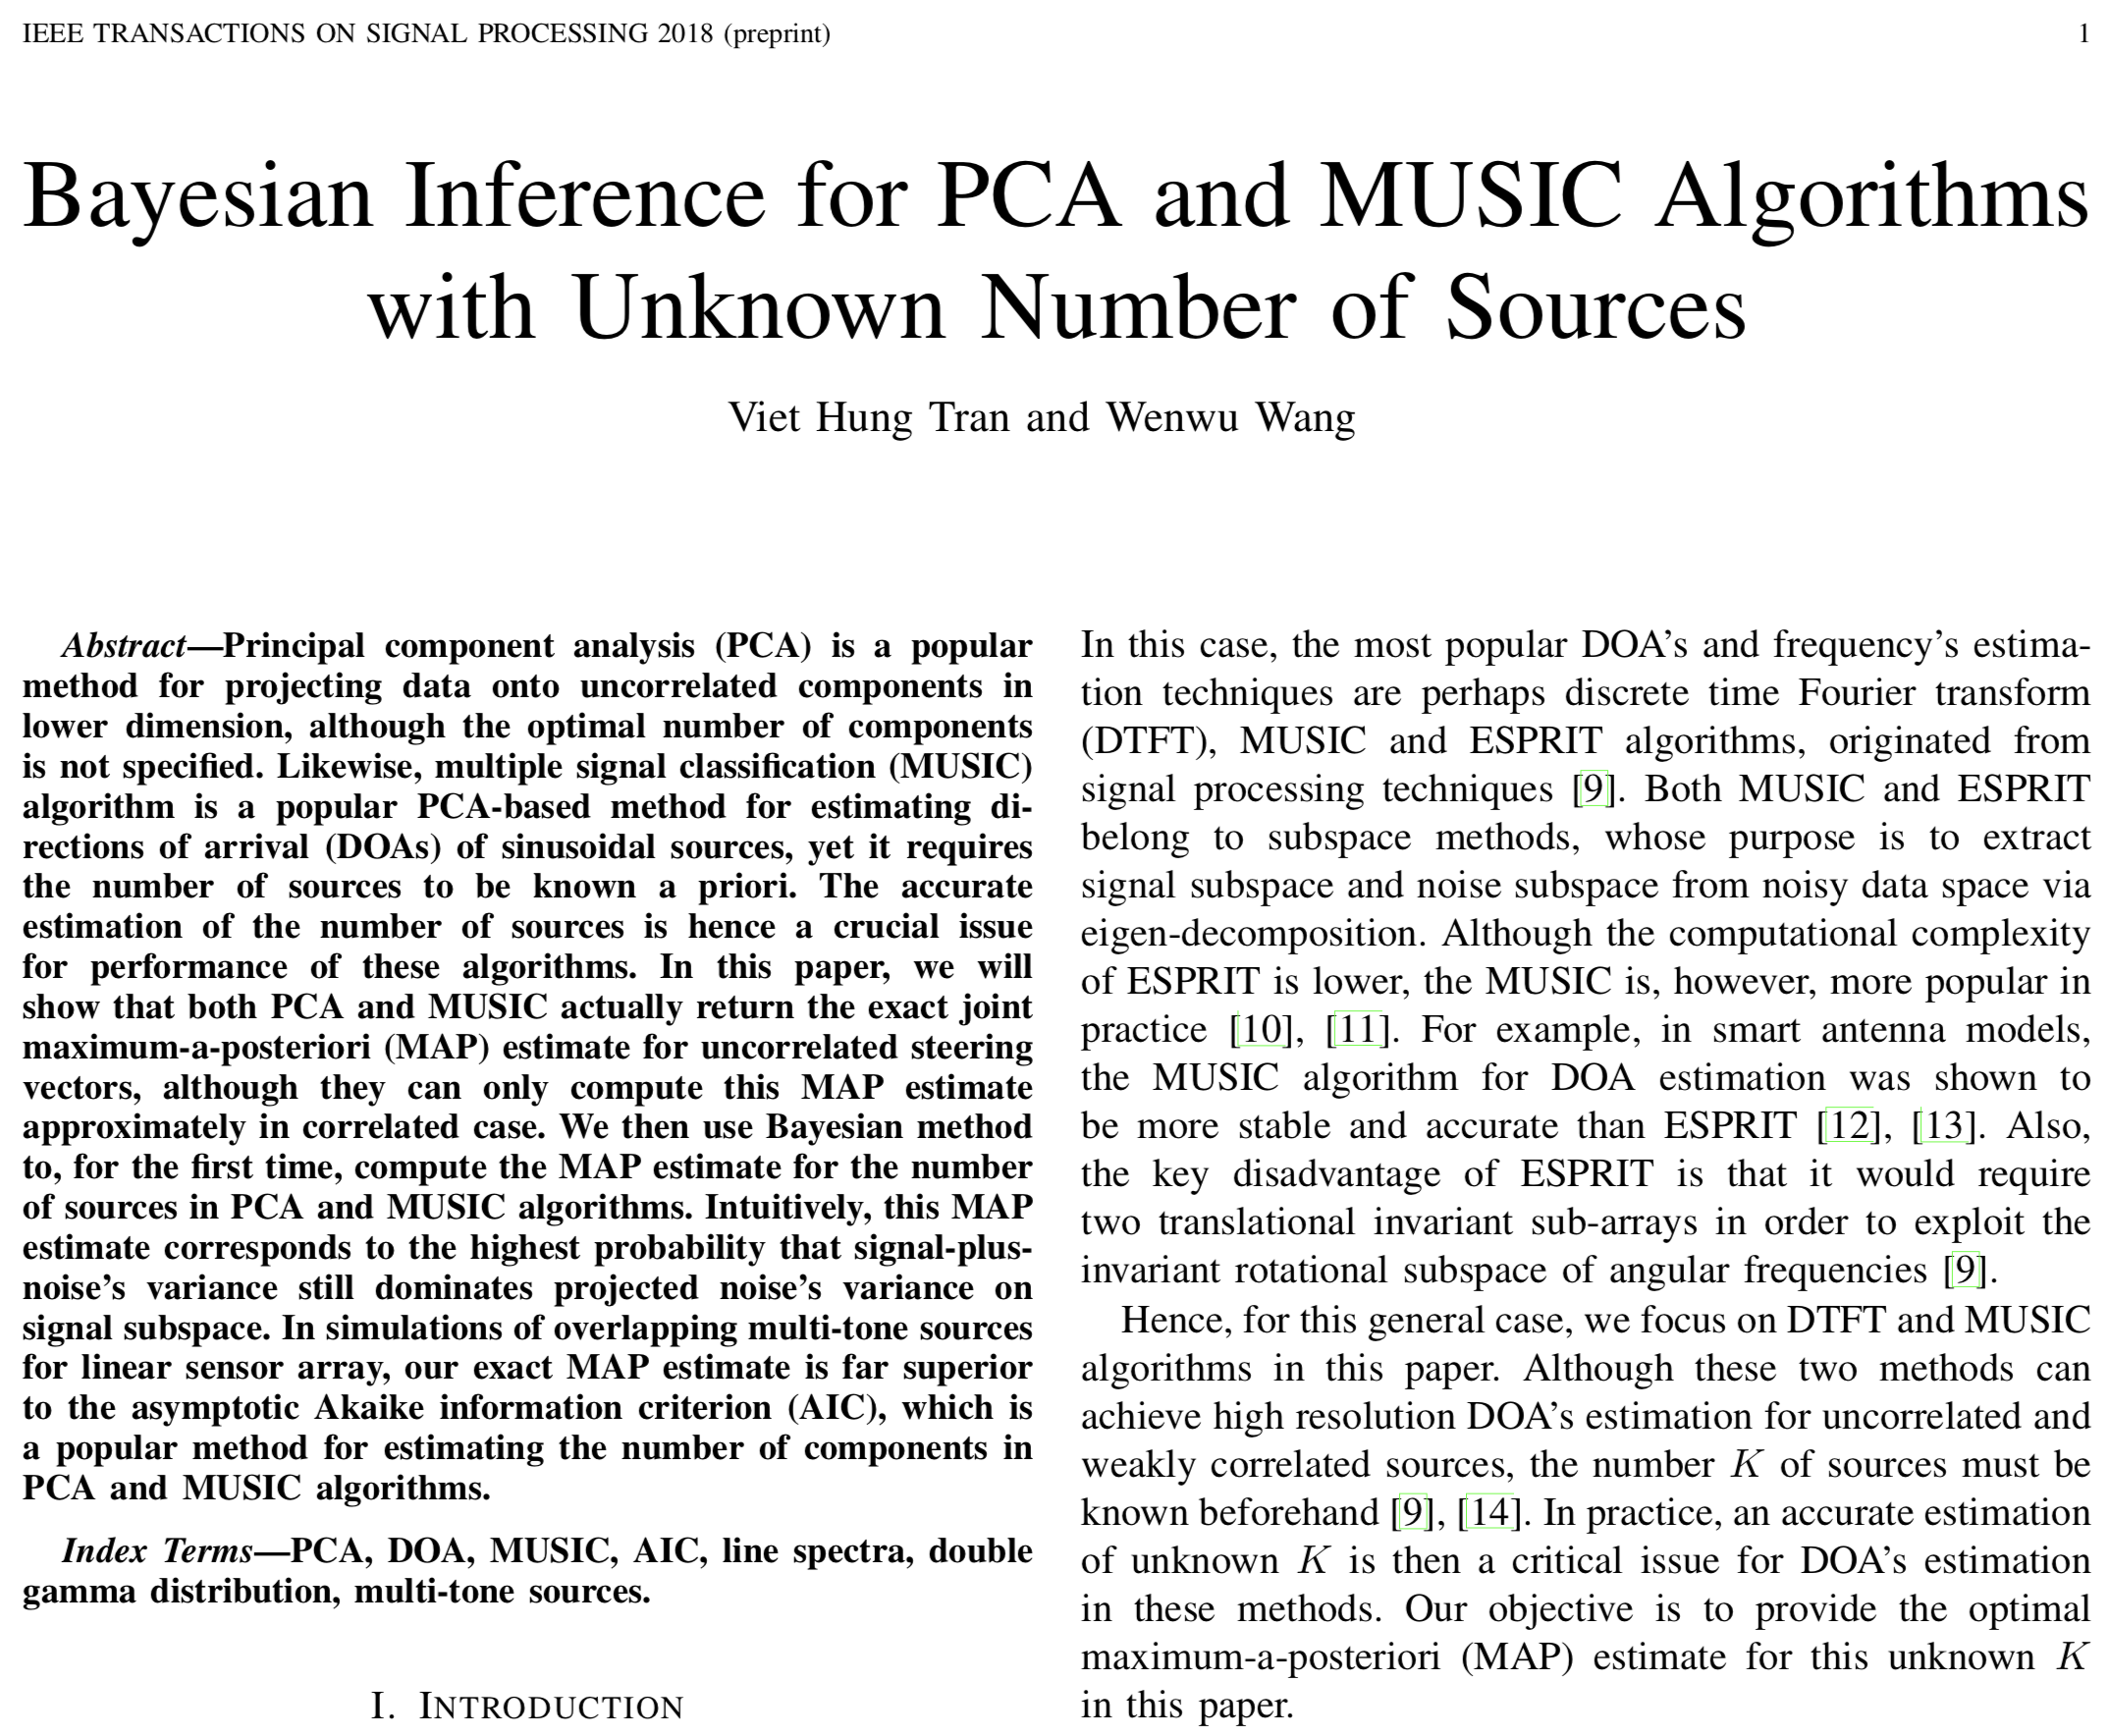 IEEE TRANSACTIONS ON SIGNAL PROCESSING 2018 (preprint)
1
Bayesian Inference for PCA and MUSIC Algorithms
with Unknown Number of Sources
Viet Hung Tran and Wenwu Wang
Abstract—Principal component analysis (PCA) is a popular
method for projecting data onto uncorrelated components in
lower dimension, although the optimal number of components
is not specified. Likewise, multiple signal classification (MUSIC)
algorithm is a popular PCA-based method for estimating di-
rections of arrival (DOAs) of sinusoidal sources, yet it requires
the number of sources to be known a priori. The accurate
estimation of the number of sources is hence a crucial issue
for performance of these algorithms. In this paper, we will
show that both PCA and MUSIC actually return the exact joint
maximum-a-posteriori (MAP) estimate for uncorrelated steering
vectors, although they can only compute this MAP estimate
approximately in correlated case. We then use Bayesian method
to, for the first time, compute the MAP estimate for the number
of sources in PCA and MUSIC algorithms. Intuitively, this MAP
estimate corresponds to the highest probability that signal-plus-
noise's variance still dominates projected noise's variance on
signal subspace. In simulations of overlapping multi-tone sources
for linear sensor array, our exact MAP estimate is far superior
to the asymptotic Akaike information criterion (AIC), which is
a popular method for estimating the number of components in
PCA and MUSIC algorithms.
Index Terms—PCA, DOA, MUSIC, AIC, line spectra, double
gamma distribution, multi-tone sources.
I. INTRODUCTION
In this case, the most popular DOA's and frequency's estima-
tion techniques are perhaps discrete time Fourier transform
(DTFT), MUSIC and ESPRIT algorithms, originated from
signal processing techniques [9]. Both MUSIC and ESPRIT
belong to subspace methods, whose purpose is to extract
signal subspace and noise subspace from noisy data space via
eigen-decomposition. Although the computational complexity
of ESPRIT is lower, the MUSIC is, however, more popular in
practice [10], [11]. For example, in smart antenna models,
the MUSIC algorithm for DOA estimation was shown to
be more stable and accurate than ESPRIT [12], [13]. Also,
the key disadvantage of ESPRIT is that it would require
two translational invariant sub-arrays in order to exploit the
invariant rotational subspace of angular frequencies [9].
Hence, for this general case, we focus on DTFT and MUSIC
algorithms in this paper. Although these two methods can
achieve high resolution DOA's estimation for uncorrelated and
weakly correlated sources, the number K of sources must be
known beforehand [9], [14]. In practice, an accurate estimation
of unknown K is then a critical issue for DOA's estimation
in these methods. Our objective is to provide the optimal
maximum-a-posteriori (MAP) estimate for this unknown K
in this paper.